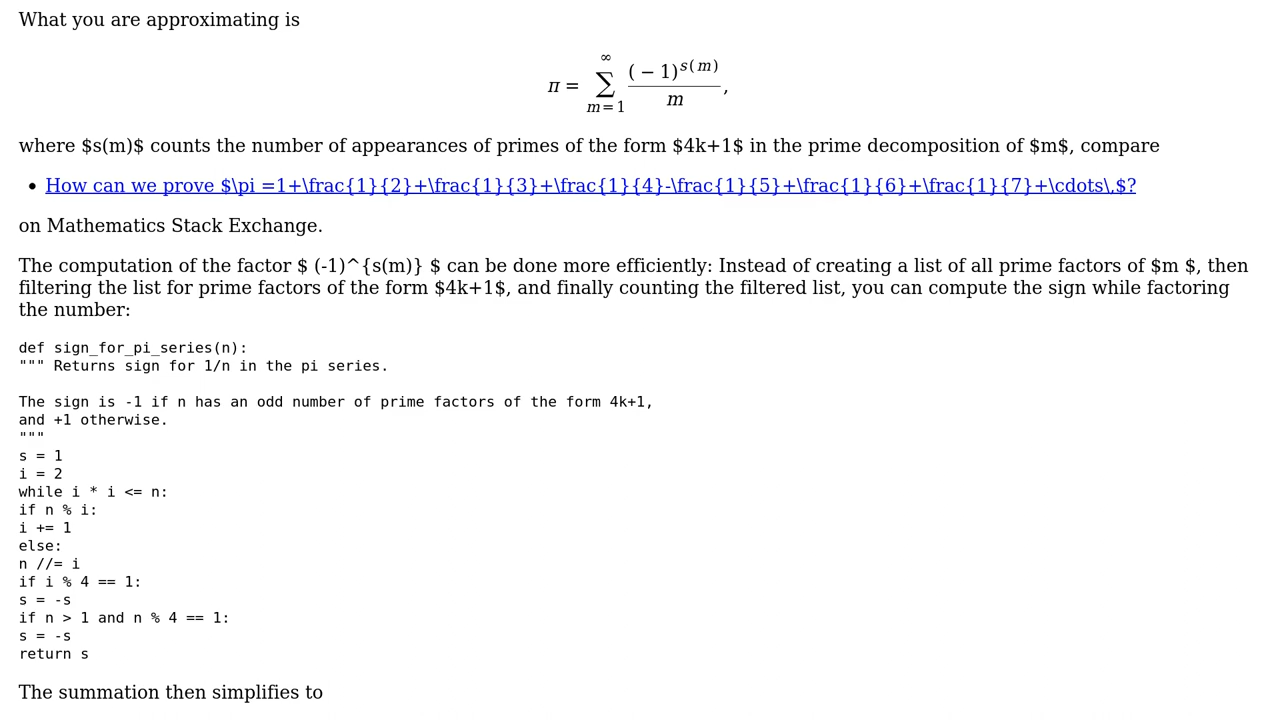 What you are approximating is
π = ∑_{m=1}^{∞} (−1)^{s(m)} / m ,
where $s(m)$ counts the number of appearances of primes of the form $4k+1$ in the prime decomposition of $m$, compare
• How can we prove $\pi =1+\frac{1}{2}+\frac{1}{3}+\frac{1}{4}-\frac{1}{5}+\frac{1}{6}+\frac{1}{7}+\cdots\,$?
on Mathematics Stack Exchange.
The computation of the factor $ (-1)^{s(m)} $ can be done more efficiently: Instead of creating a list of all prime factors of $m $, then
filtering the list for prime factors of the form $4k+1$, and finally counting the filtered list, you can compute the sign while factoring
the number:
def sign_for_pi_series(n):
""" Returns sign for 1/n in the pi series.
The sign is -1 if n has an odd number of prime factors of the form 4k+1,
and +1 otherwise.
"""
s = 1
i = 2
while i * i <= n:
if n % i:
i += 1
else:
n //= i
if i % 4 == 1:
s = -s
if n > 1 and n % 4 == 1:
s = -s
return s
The summation then simplifies to